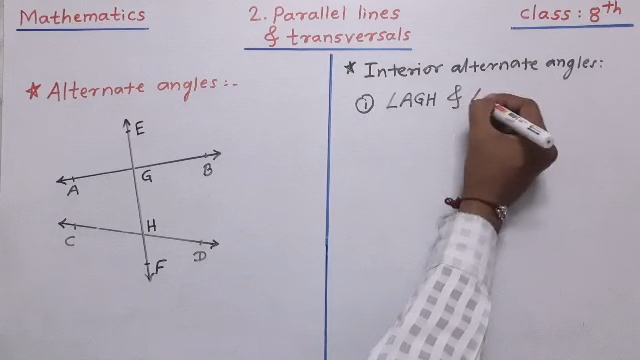 Mathematics
2. Parallel lines
& transversals
class : 8th
* Alternate angles:-
E
G
B
A
H
C
D
F
* Interior alternate angles:
① ∠AGH & ∠